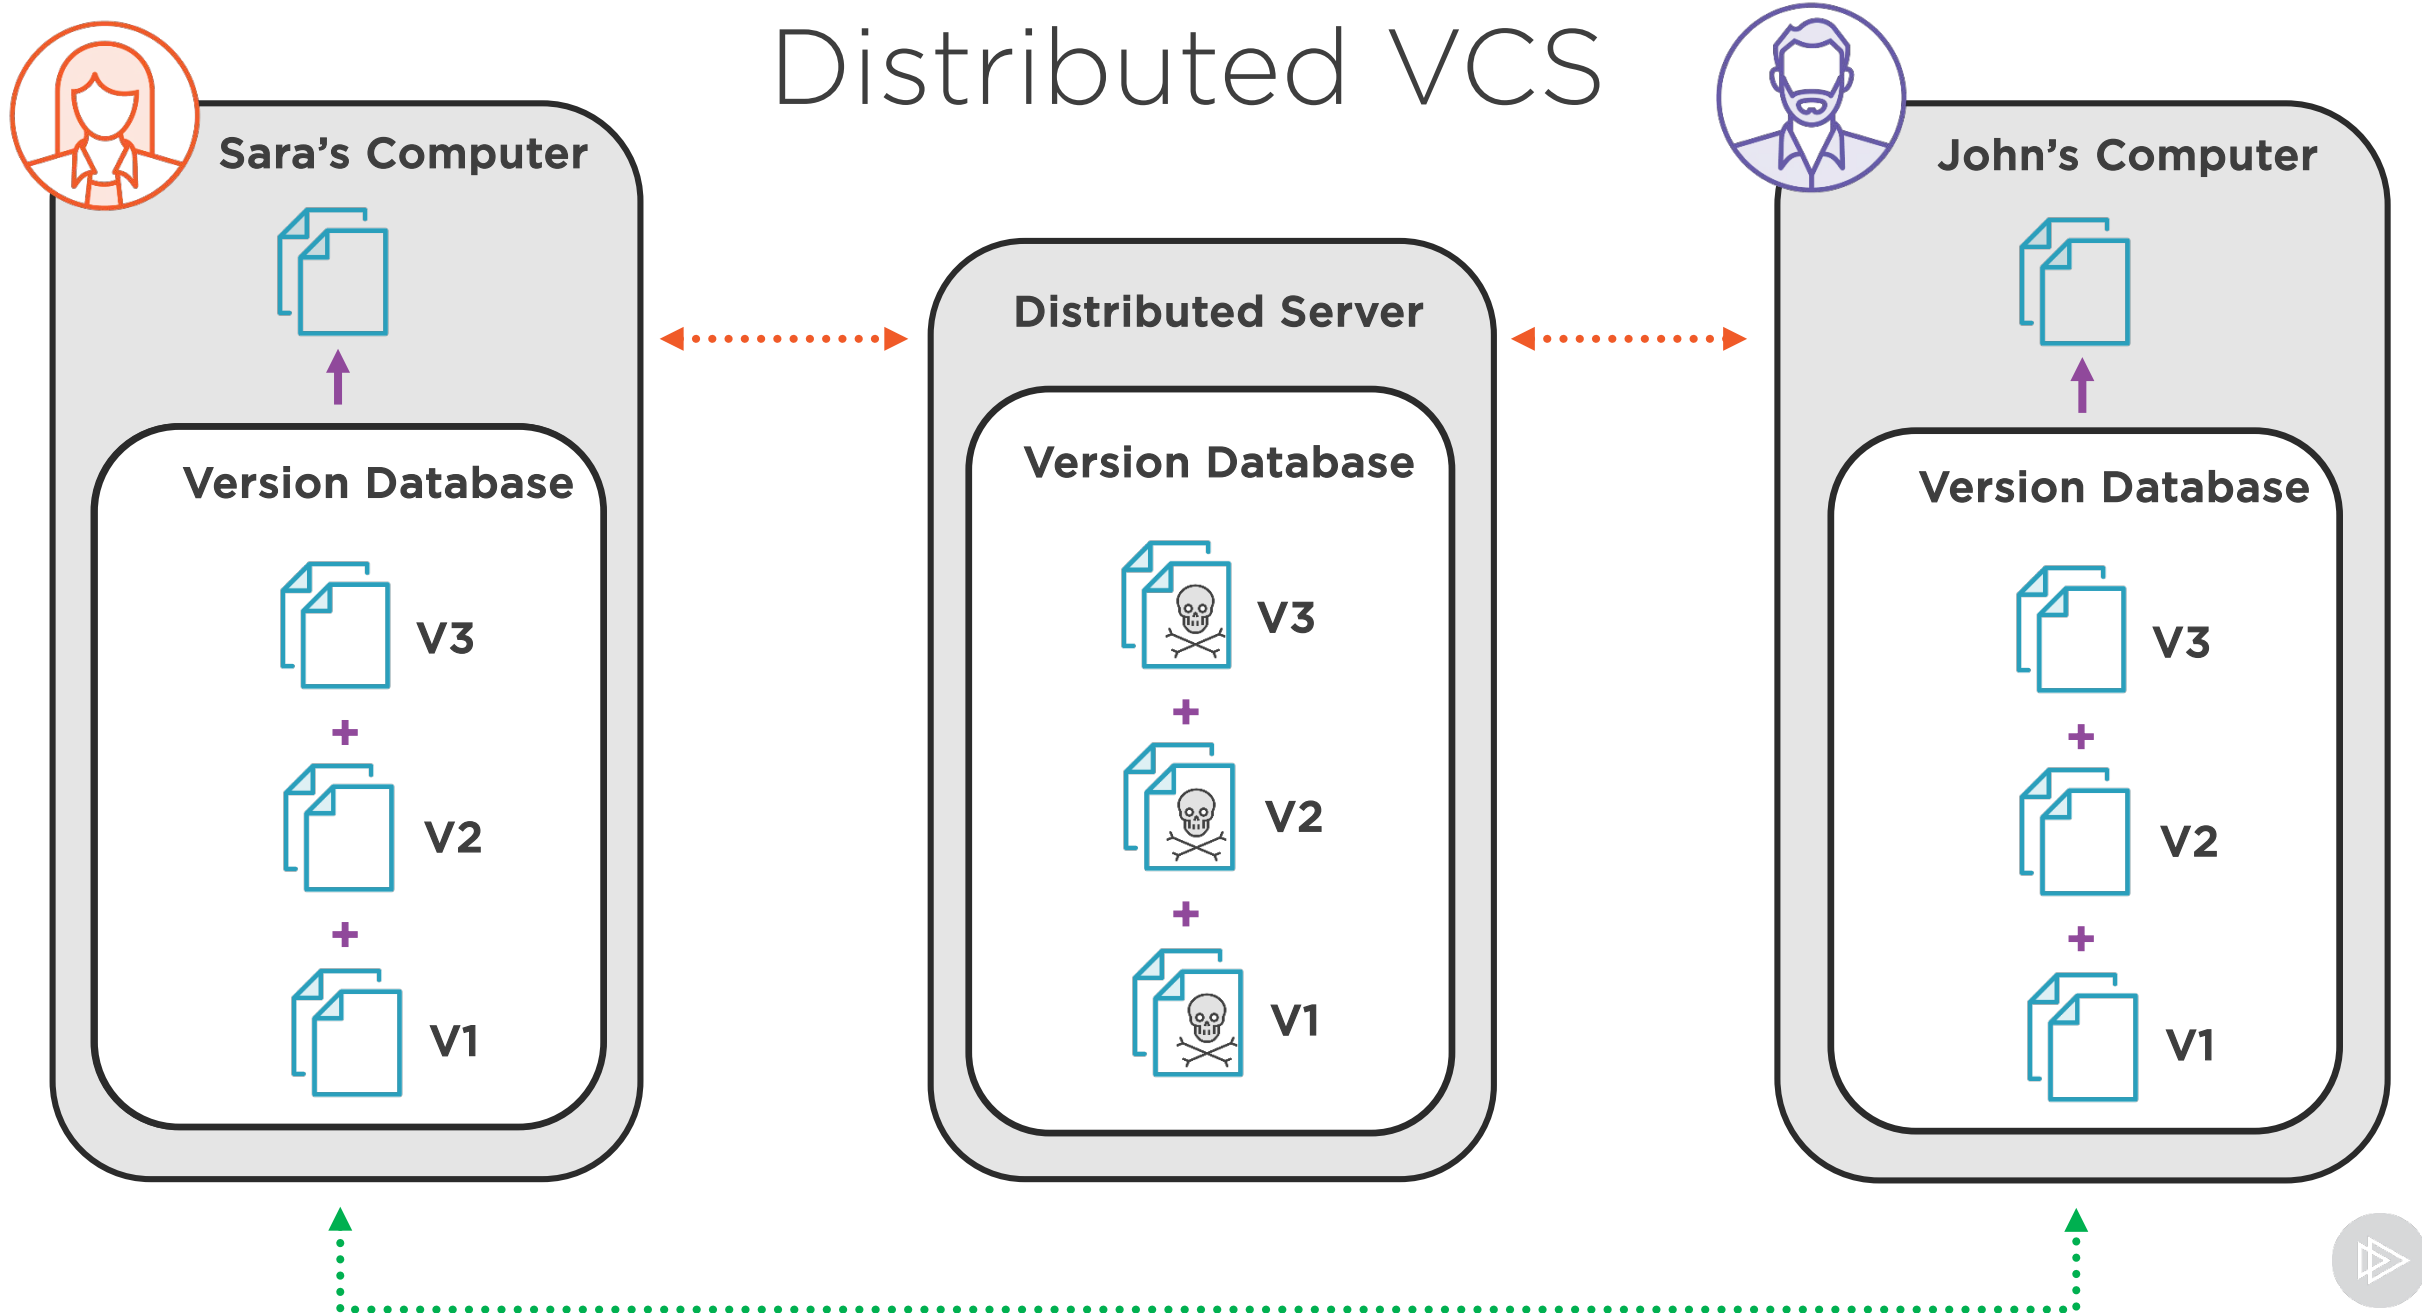 Distributed VCS
Sara’s Computer
Version Database
V3
+
V2
+
V1
Distributed Server
Version Database
V3
+
V2
+
V1
John’s Computer
Version Database
V3
+
V2
+
V1